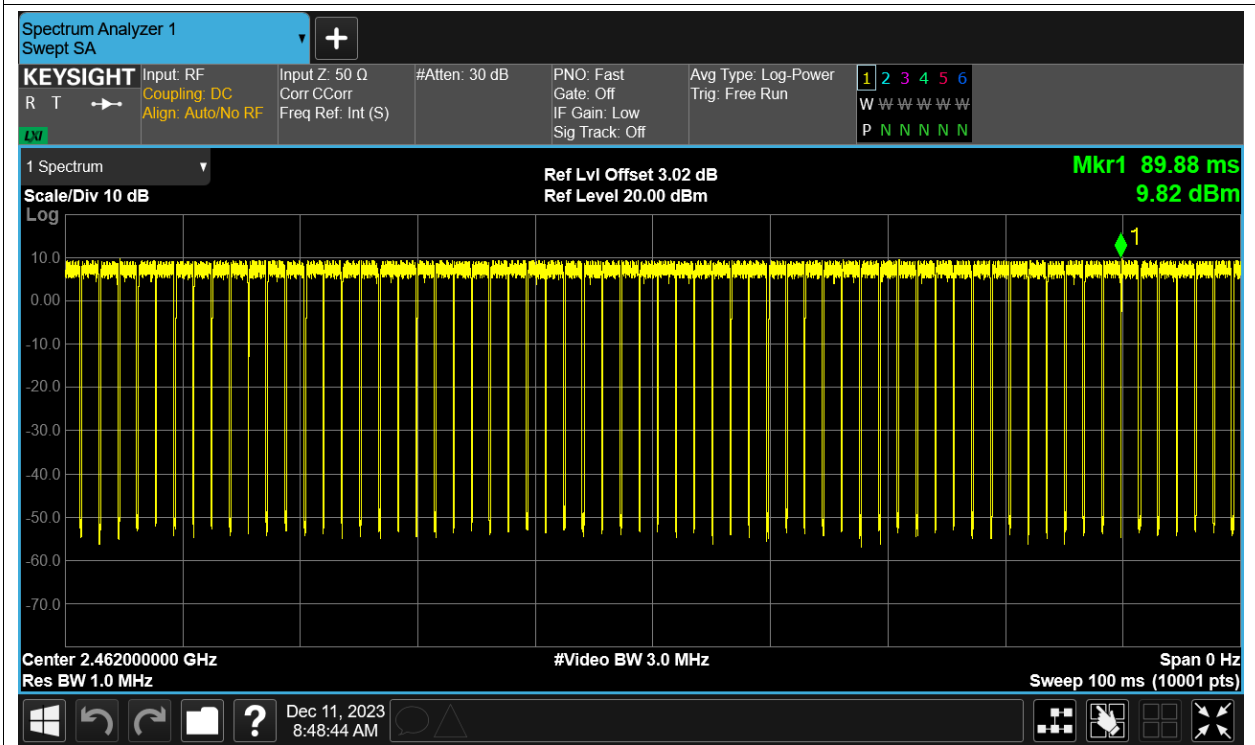 Spectrum Analyzer 1
Swept SA
+
KEYSIGHT
R T
LXI
Input: RF
Coupling: DC
Align: Auto/No RF
Input Z: 50 Ω
Corr CCorr
Freq Ref: Int (S)
#Atten: 30 dB
PNO: Fast
Gate: Off
IF Gain: Low
Sig Track: Off
Avg Type: Log-Power
Trig: Free Run
1 2 3 4 5 6
W W W W W W
P N N N N N
1 Spectrum
Scale/Div 10 dB
Ref Lvl Offset 3.02 dB
Ref Level 20.00 dBm
Mkr1 89.88 ms
9.82 dBm
Log
1
10.0
0.00
-10.0
-20.0
-30.0
-40.0
-50.0
-60.0
-70.0
Center 2.462000000 GHz
#Video BW 3.0 MHz
Span 0 Hz
Res BW 1.0 MHz
Sweep 100 ms (10001 pts)
?
Dec 11, 2023
8:48:44 AM